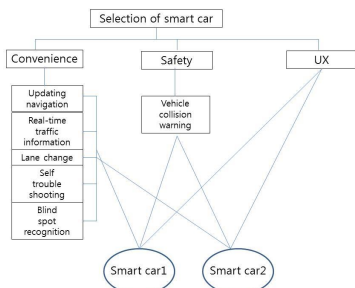 Selection of smart car
Convenience
Safety
UX
Updating
navigation
Real-time
traffic
information
Lane change
Self
trouble
shooting
Blind
spot
recognition
Vehicle
collision
warning
Smart car1
Smart car2